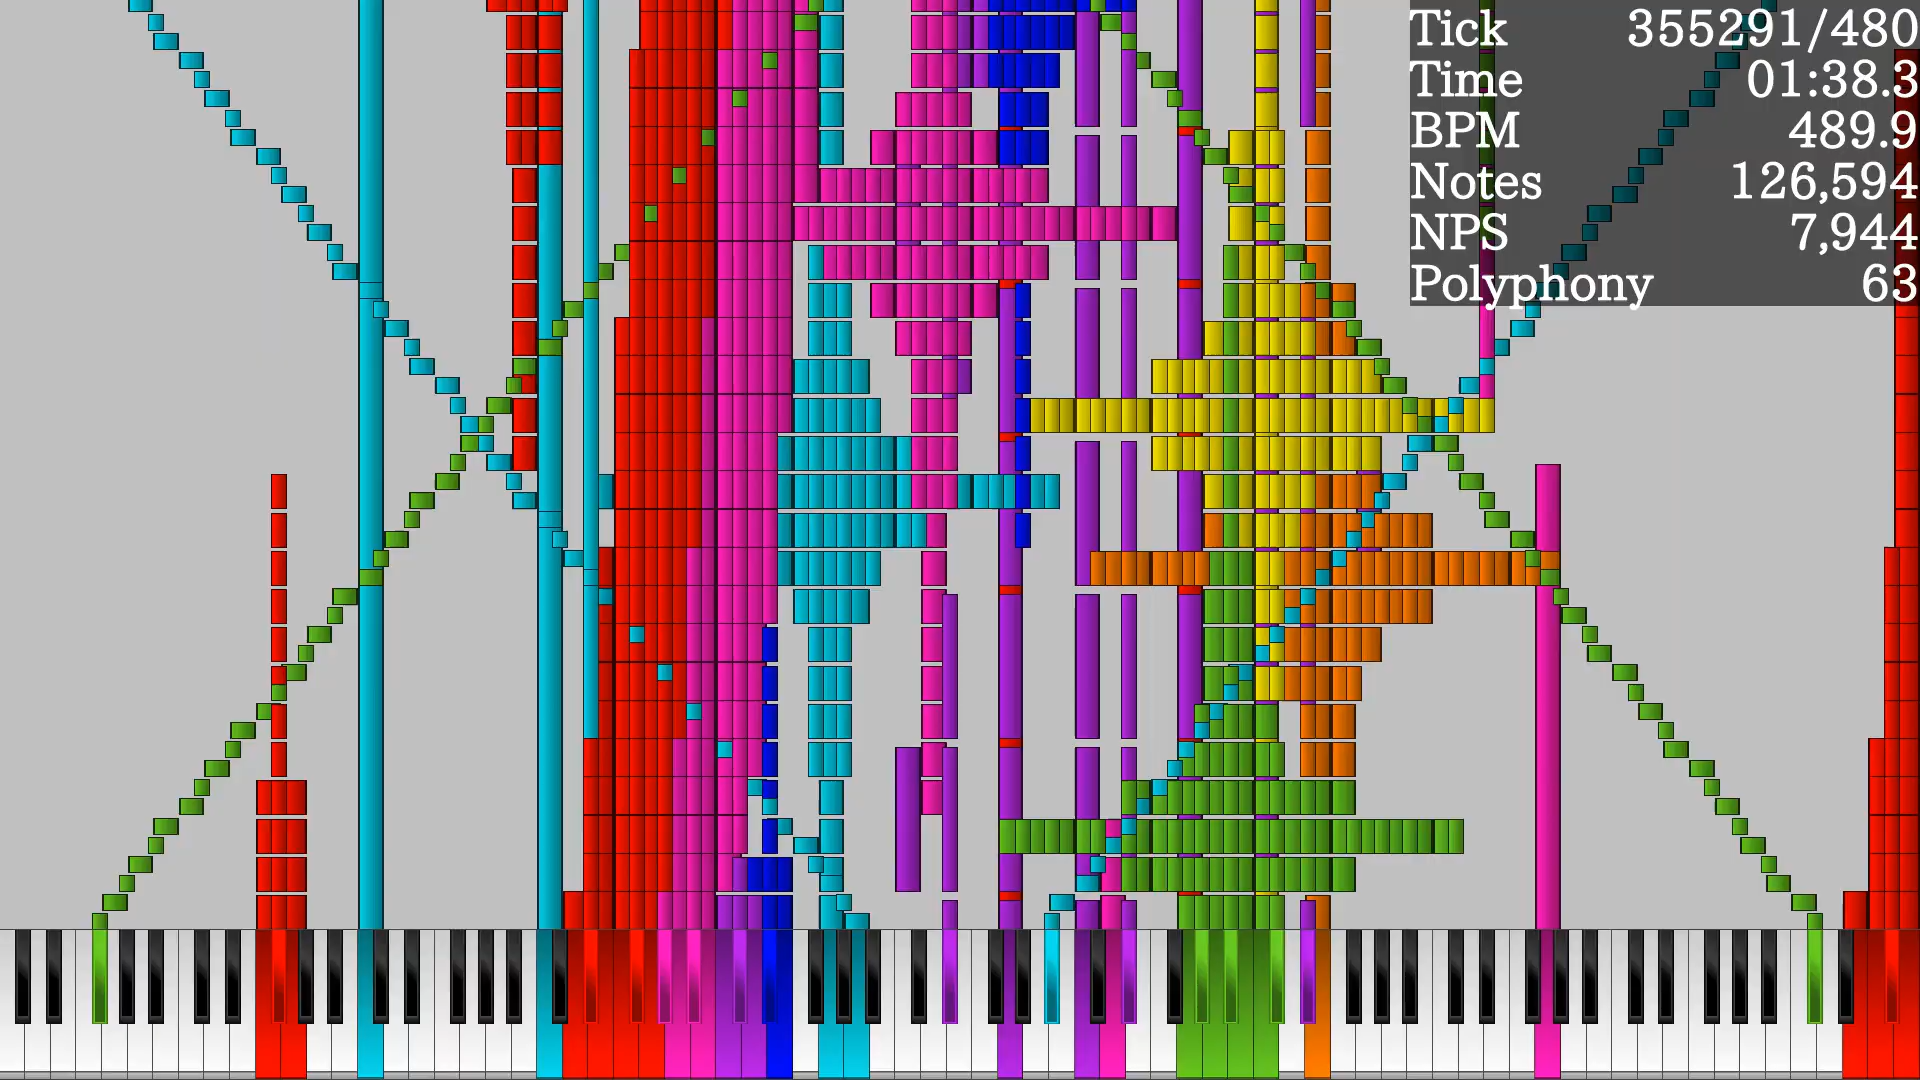 Tick 355291/480
Time 01:38.3
BPM 489.9
Notes 126,594
NPS 7,944
Polyphony 63